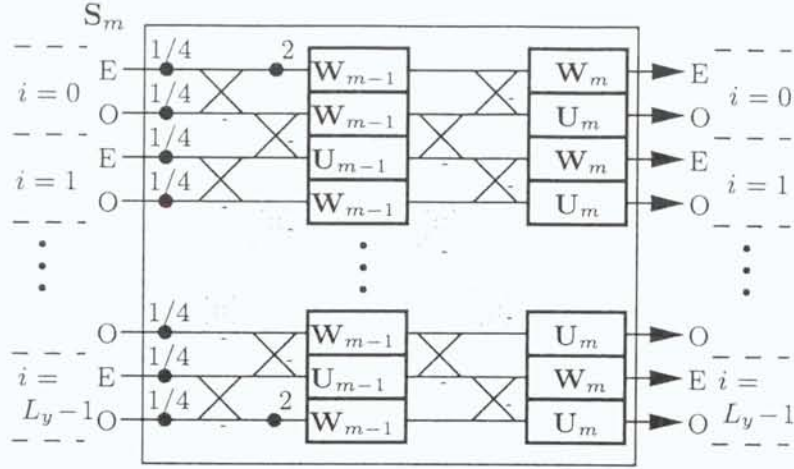 S_m
1/4 2
E W_{m-1} W_m E
i = 0 1/4 i = 0
O W_{m-1} U_m O
1/4
E U_{m-1} W_m E
i = 1 1/4 i = 1
O W_{m-1} U_m O
1/4
O W_{m-1} U_m O
1/4
i = E U_{m-1} W_m E i =
1/4 2
L_y - 1 O W_{m-1} U_m O L_y - 1